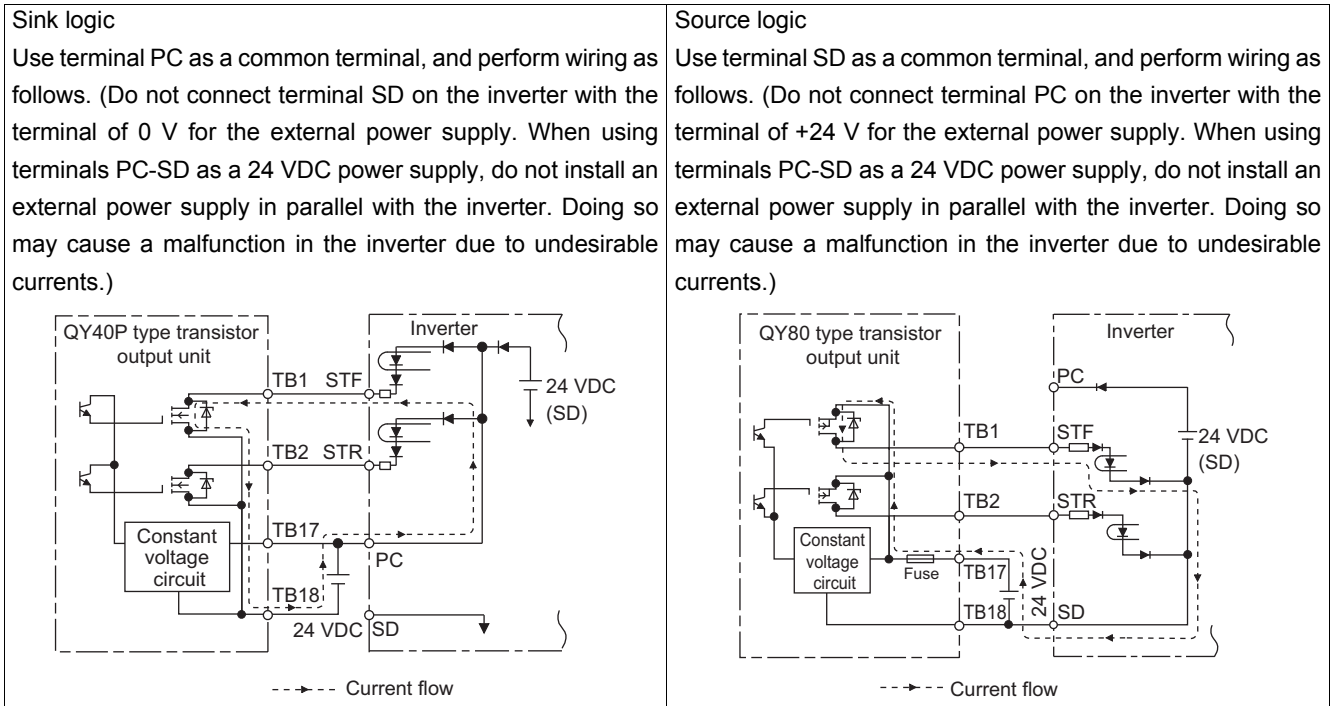 Sink logic
Use terminal PC as a common terminal, and perform wiring as
follows. (Do not connect terminal SD on the inverter with the
terminal of 0 V for the external power supply. When using
terminals PC-SD as a 24 VDC power supply, do not install an
external power supply in parallel with the inverter. Doing so
may cause a malfunction in the inverter due to undesirable
currents.)
QY40P type transistor
output unit
Inverter
TB1 STF
24 VDC
(SD)
TB2 STR
TB17
Constant
voltage
circuit
PC
TB18
24 VDC SD
Current flow
Source logic
Use terminal SD as a common terminal, and perform wiring as
follows. (Do not connect terminal PC on the inverter with the
terminal of +24 V for the external power supply. When using
terminals PC-SD as a 24 VDC power supply, do not install an
external power supply in parallel with the inverter. Doing so
may cause a malfunction in the inverter due to undesirable
currents.)
QY80 type transistor
output unit
Inverter
PC
TB1 STF
24 VDC
(SD)
TB2 STR
Constant
voltage
circuit
Fuse
TB17
24 VDC
TB18 SD
Current flow